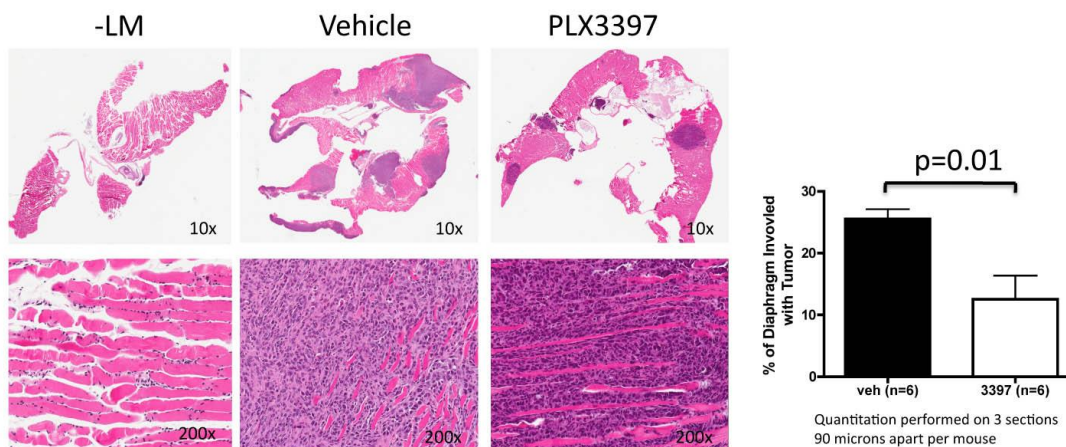 -LM
Vehicle
PLX3397
10x
10x
10x
200x
200x
200x
p=0.01
% of Diaphragm Invovled
with Tumor
30
20
10
0
veh (n=6)
3397 (n=6)
Quantitation performed on 3 sections
90 microns apart per mouse